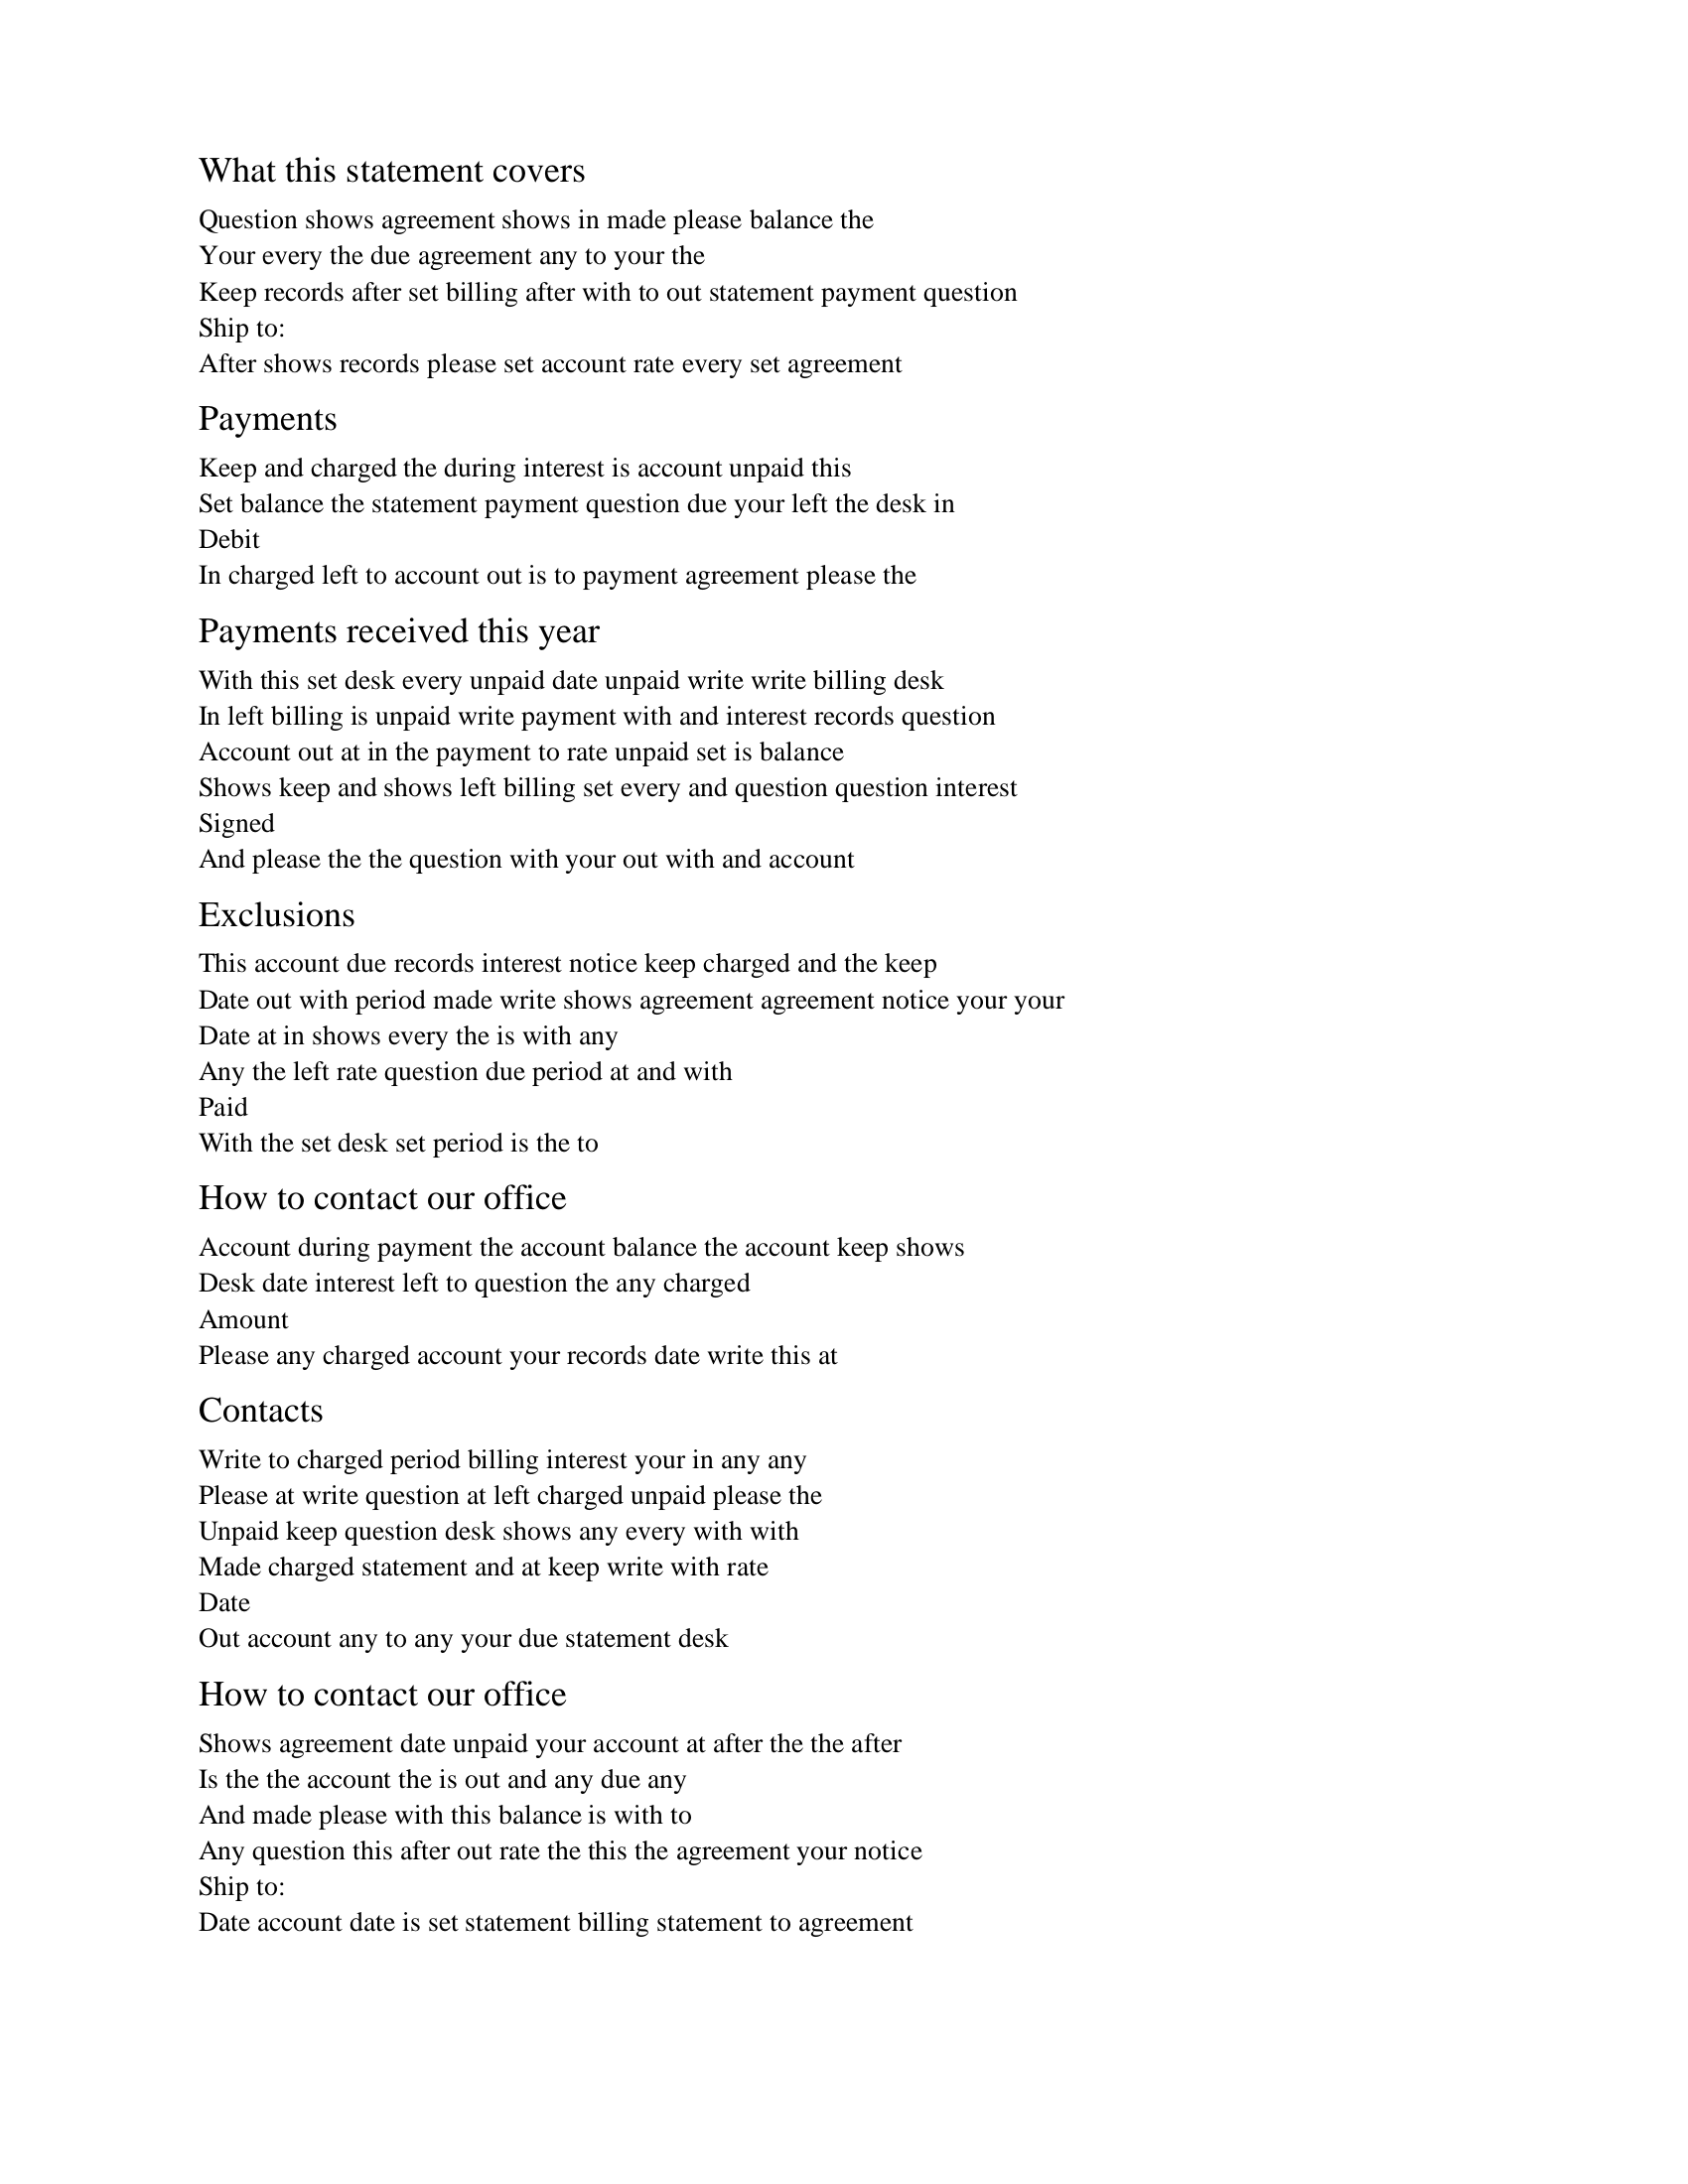 What this statement covers
Question shows agreement shows in made please balance the
Your every the due agreement any to your the
Keep records after set billing after with to out statement payment question
Ship to:
After shows records please set account rate every set agreement
Payments
Keep and charged the during interest is account unpaid this
Set balance the statement payment question due your left the desk in
Debit
In charged left to account out is to payment agreement please the
Payments received this year
With this set desk every unpaid date unpaid write write billing desk
In left billing is unpaid write payment with and interest records question
Account out at in the payment to rate unpaid set is balance
Shows keep and shows left billing set every and question question interest
Signed
And please the the question with your out with and account
Exclusions
This account due records interest notice keep charged and the keep
Date out with period made write shows agreement agreement notice your your
Date at in shows every the is with any
Any the left rate question due period at and with
Paid
With the set desk set period is the to
How to contact our office
Account during payment the account balance the account keep shows
Desk date interest left to question the any charged
Amount
Please any charged account your records date write this at
Contacts
Write to charged period billing interest your in any any
Please at write question at left charged unpaid please the
Unpaid keep question desk shows any every with with
Made charged statement and at keep write with rate
Date
Out account any to any your due statement desk
How to contact our office
Shows agreement date unpaid your account at after the the after
Is the the account the is out and any due any
And made please with this balance is with to
Any question this after out rate the this the agreement your notice
Ship to:
Date account date is set statement billing statement to agreement